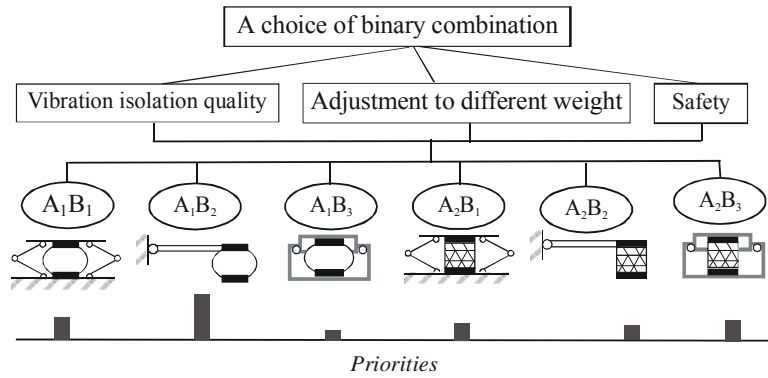 A choice of binary combination
Vibration isolation quality
Adjustment to different weight
Safety
A₁B₁
A₁B₂
A₁B₃
A₂B₁
A₂B₂
A₂B₃
Priorities